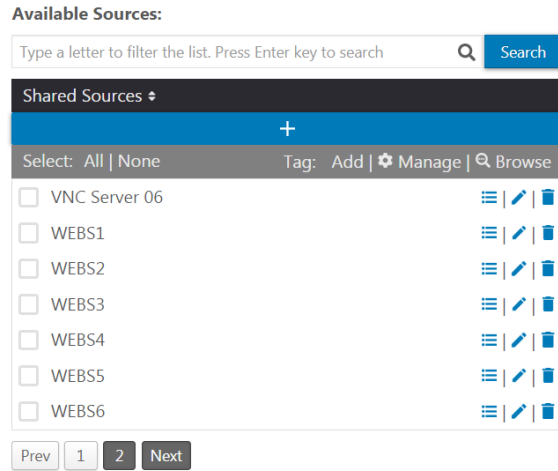 Available Sources:
Type a letter to filter the list. Press Enter key to search Search
Shared Sources
+
Select: All | None Tag: Add | Manage | Browse
VNC Server 06 | |
WEBS1 | |
WEBS2 | |
WEBS3 | |
WEBS4 | |
WEBS5 | |
WEBS6 | |
Prev 1 2 Next